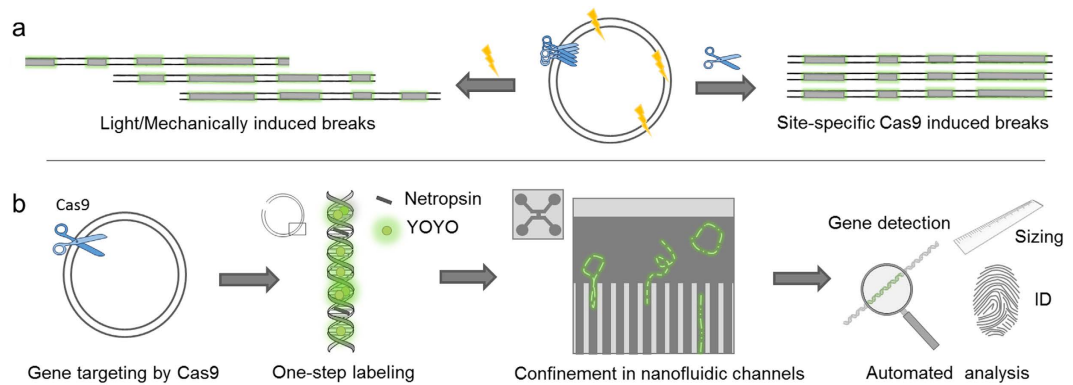 a
Light/Mechanically induced breaks
Site-specific Cas9 induced breaks
b
Cas9
Netropsin
YOYO
Gene detection
Sizing
ID
Gene targeting by Cas9
One-step labeling
Confinement in nanofluidic channels
Automated analysis